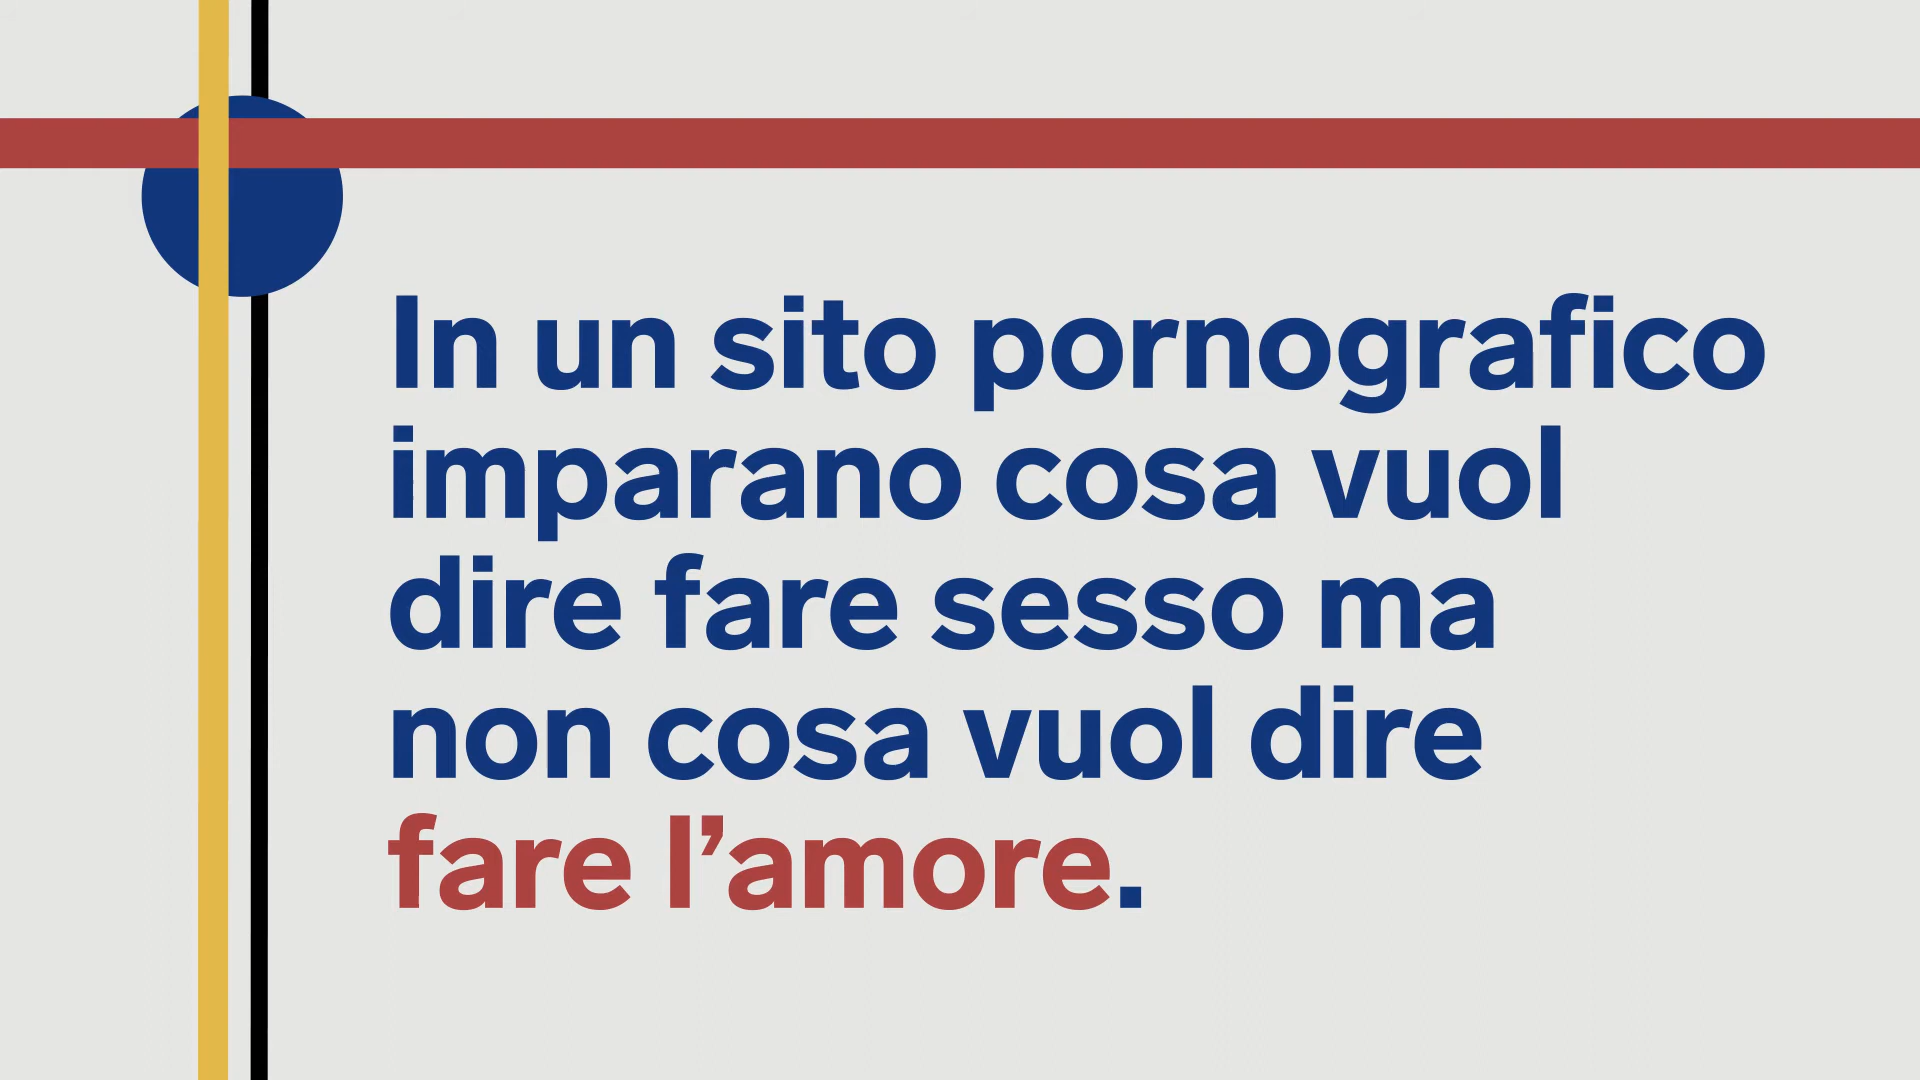 In un sito pornografico
imparano cosa vuol
dire fare sesso ma
non cosa vuol dire
fare l’amore.